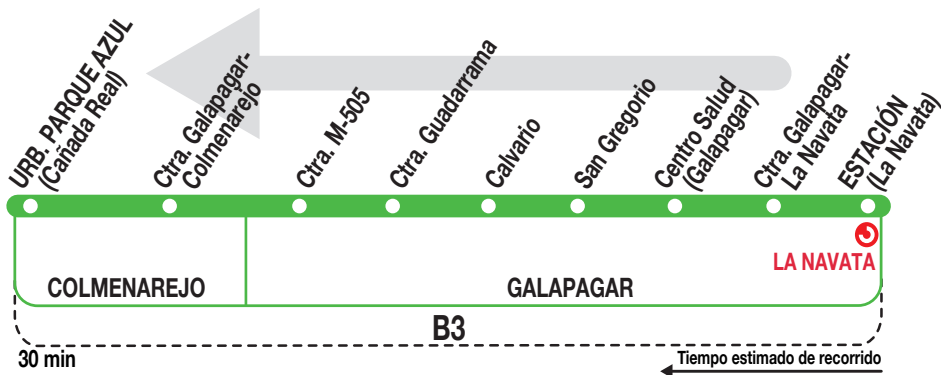 URB. PARQUE AZUL
(Cañada Real)
Ctra. Galapagar-
Colmenarejo
Ctra. M-505
Ctra. Guadarrama
Calvario
San Gregorio
Centro Salud
(Galapagar)
Ctra. Galapagar-
La Navata
ESTACIÓN
(La Navata)
LA NAVATA
COLMENAREJO
GALAPAGAR
B3
30 min
Tiempo estimado de recorrido